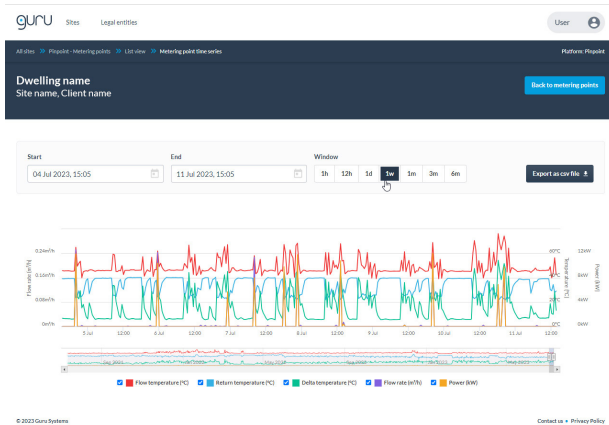 guru Sites Legal entities User
All sites » Pinpoint - Metering points » List view » Metering point time series Platform: Pinpoint
Dwelling name
Site name, Client name
Back to metering points
Start End Window
04 Jul 2023, 15:05 11 Jul 2023, 15:05 1h 12h 1d 1w 1m 3m 6m Export as csv file
0.24m³/h 60°C 12kW
0.16m³/h 8kW
0.08m³/h 20°C 4kW
0m³/h 0°C 0kW
Flow rate (m³/h) Temperature (°C) Power (kW)
5 Jul 12:00 6 Jul 12:00 7 Jul 12:00 8 Jul 12:00 9 Jul 12:00 10 Jul 12:00 11 Jul 12:00
Flow temperature (°C) Return temperature (°C) Delta temperature (°C) Flow rate (m³/h) Power (kW)
© 2023 Guru Systems Contact us • Privacy Policy